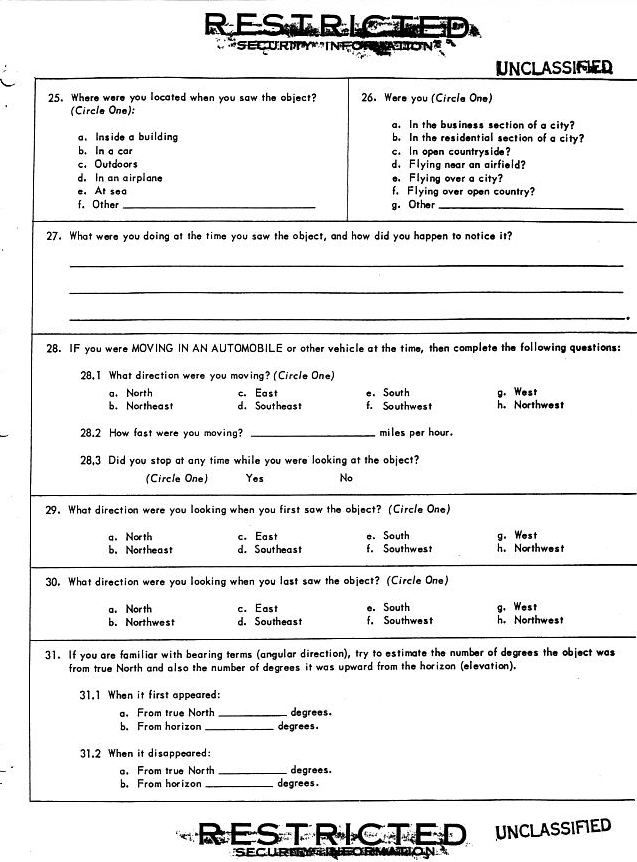 RESTRICTED
SECURITY INFORMATION
UNCLASSIFIED
25. Where were you located when you saw the object?
(Circle One):
a. Inside a building
b. In a car
c. Outdoors
d. In an airplane
e. At sea
f. Other
26. Were you (Circle One)
a. In the business section of a city?
b. In the residential section of a city?
c. In open countryside?
d. Flying near an airfield?
e. Flying over a city?
f. Flying over open country?
g. Other
27. What were you doing at the time you saw the object, and how did you happen to notice it?
28. IF you were MOVING IN AN AUTOMOBILE or other vehicle at the time, then complete the following questions:
28.1 What direction were you moving? (Circle One)
a. North c. East e. South g. West
b. Northeast d. Southeast f. Southwest h. Northwest
28.2 How fast were you moving? ____________ miles per hour.
28.3 Did you stop at any time while you were looking at the object?
(Circle One) Yes No
29. What direction were you looking when you first saw the object? (Circle One)
a. North c. East e. South g. West
b. Northeast d. Southeast f. Southwest h. Northwest
30. What direction were you looking when you last saw the object? (Circle One)
a. North c. East e. South g. West
b. Northwest d. Southeast f. Southwest h. Northwest
31. If you are familiar with bearing terms (angular direction), try to estimate the number of degrees the object was
from true North and also the number of degrees it was upward from the horizon (elevation).
31.1 When it first appeared:
a. From true North __________ degrees.
b. From horizon __________ degrees.
31.2 When it disappeared:
a. From true North __________ degrees.
b. From horizon __________ degrees.
RESTRICTED
SECURITY INFORMATION
UNCLASSIFIED